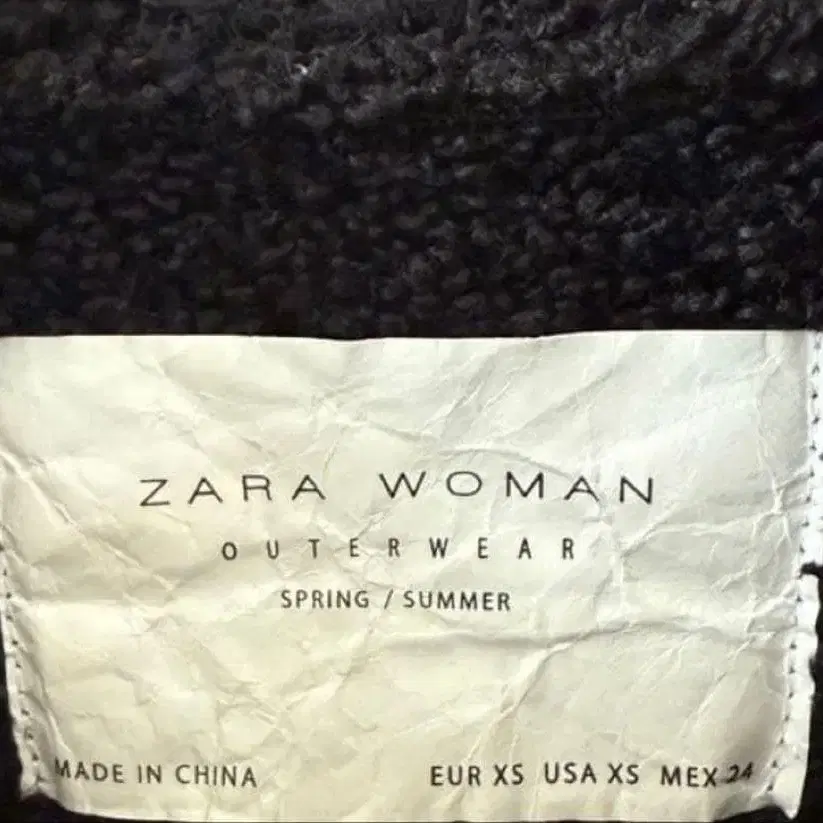 ZARA WOMAN
OUTERWEAR
SPRING / SUMMER
MADE IN CHINA EUR XS USA XS MEX 24